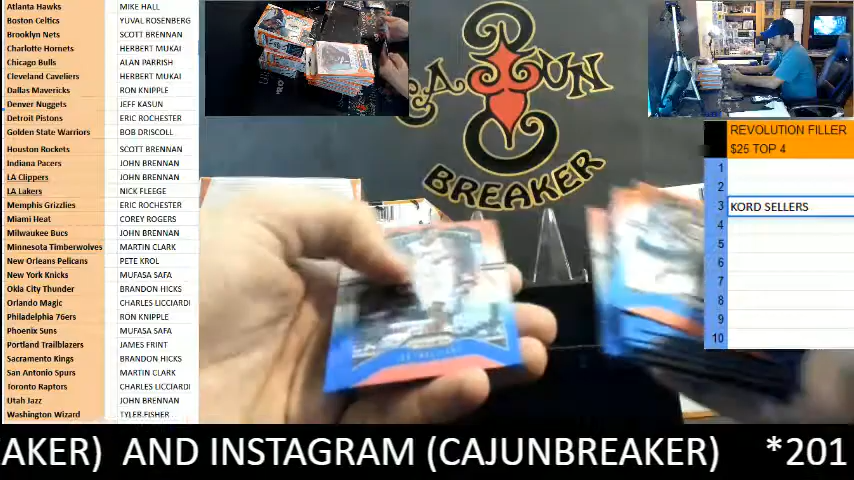 Atlanta Hawks MIKE HALL
Boston Celtics YUVAL ROSENBERG
Brooklyn Nets SCOTT BRENNAN
Charlotte Hornets HERBERT MUKAI
Chicago Bulls ALAN PARRISH
Cleveland Cavaliers HERBERT MUKAI
Dallas Mavericks RON KNIPPLE
Denver Nuggets JEFF KASUN
Detroit Pistons ERIC ROCHESTER
Golden State Warriors BOB DRISCOLL
Houston Rockets SCOTT BRENNAN
Indiana Pacers JOHN BRENNAN
LA Clippers JOHN BRENNAN
LA Lakers NICK FLEEGE
Memphis Grizzlies ERIC ROCHESTER
Miami Heat COREY ROGERS
Milwaukee Bucs JOHN BRENNAN
Minnesota Timberwolves MARTIN CLARK
New Orleans Pelicans PETE KROL
New York Knicks MUFASA SAFA
Okla City Thunder BRANDON HICKS
Orlando Magic CHARLES LICCIARDI
Philadelphia 76ers RON KNIPPLE
Phoenix Suns MUFASA SAFA
Portland Trailblazers JAMES FRINT
Sacramento Kings BRANDON HICKS
San Antonio Spurs MARTIN CLARK
Toronto Raptors CHARLES LICCIARDI
Utah Jazz JOHN BRENNAN
Washington Wizard TYLER FISHER
CAJUN
BREAKER
REVOLUTION FILLER
$25 TOP 4
1
2
3 KORD SELLERS
4
5
6
7
8
9
10
AKER) AND INSTAGRAM (CAJUNBREAKER) *201